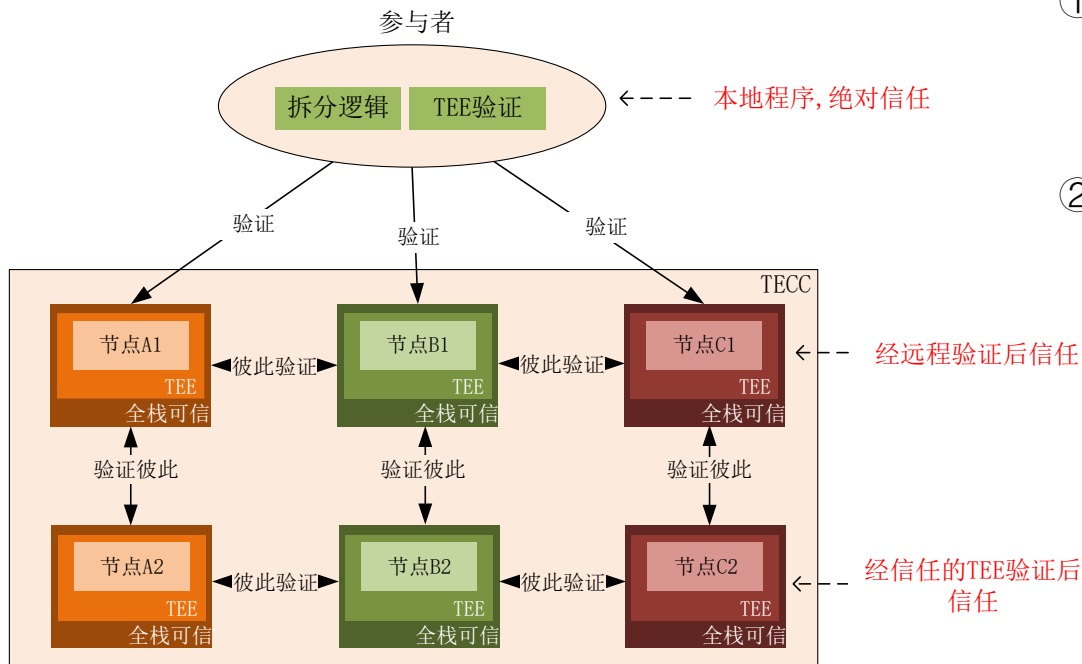 ①
参与者
拆分逻辑
TEE验证
本地程序,绝对信任
②
验证
验证
验证
TECC
节点A1
TEE
全栈可信
彼此验证
节点B1
TEE
全栈可信
彼此验证
节点C1
TEE
全栈可信
经远程验证后信任
验证彼此
验证彼此
验证彼此
节点A2
TEE
全栈可信
彼此验证
节点B2
TEE
全栈可信
彼此验证
节点C2
TEE
全栈可信
经信任的TEE验证后
信任